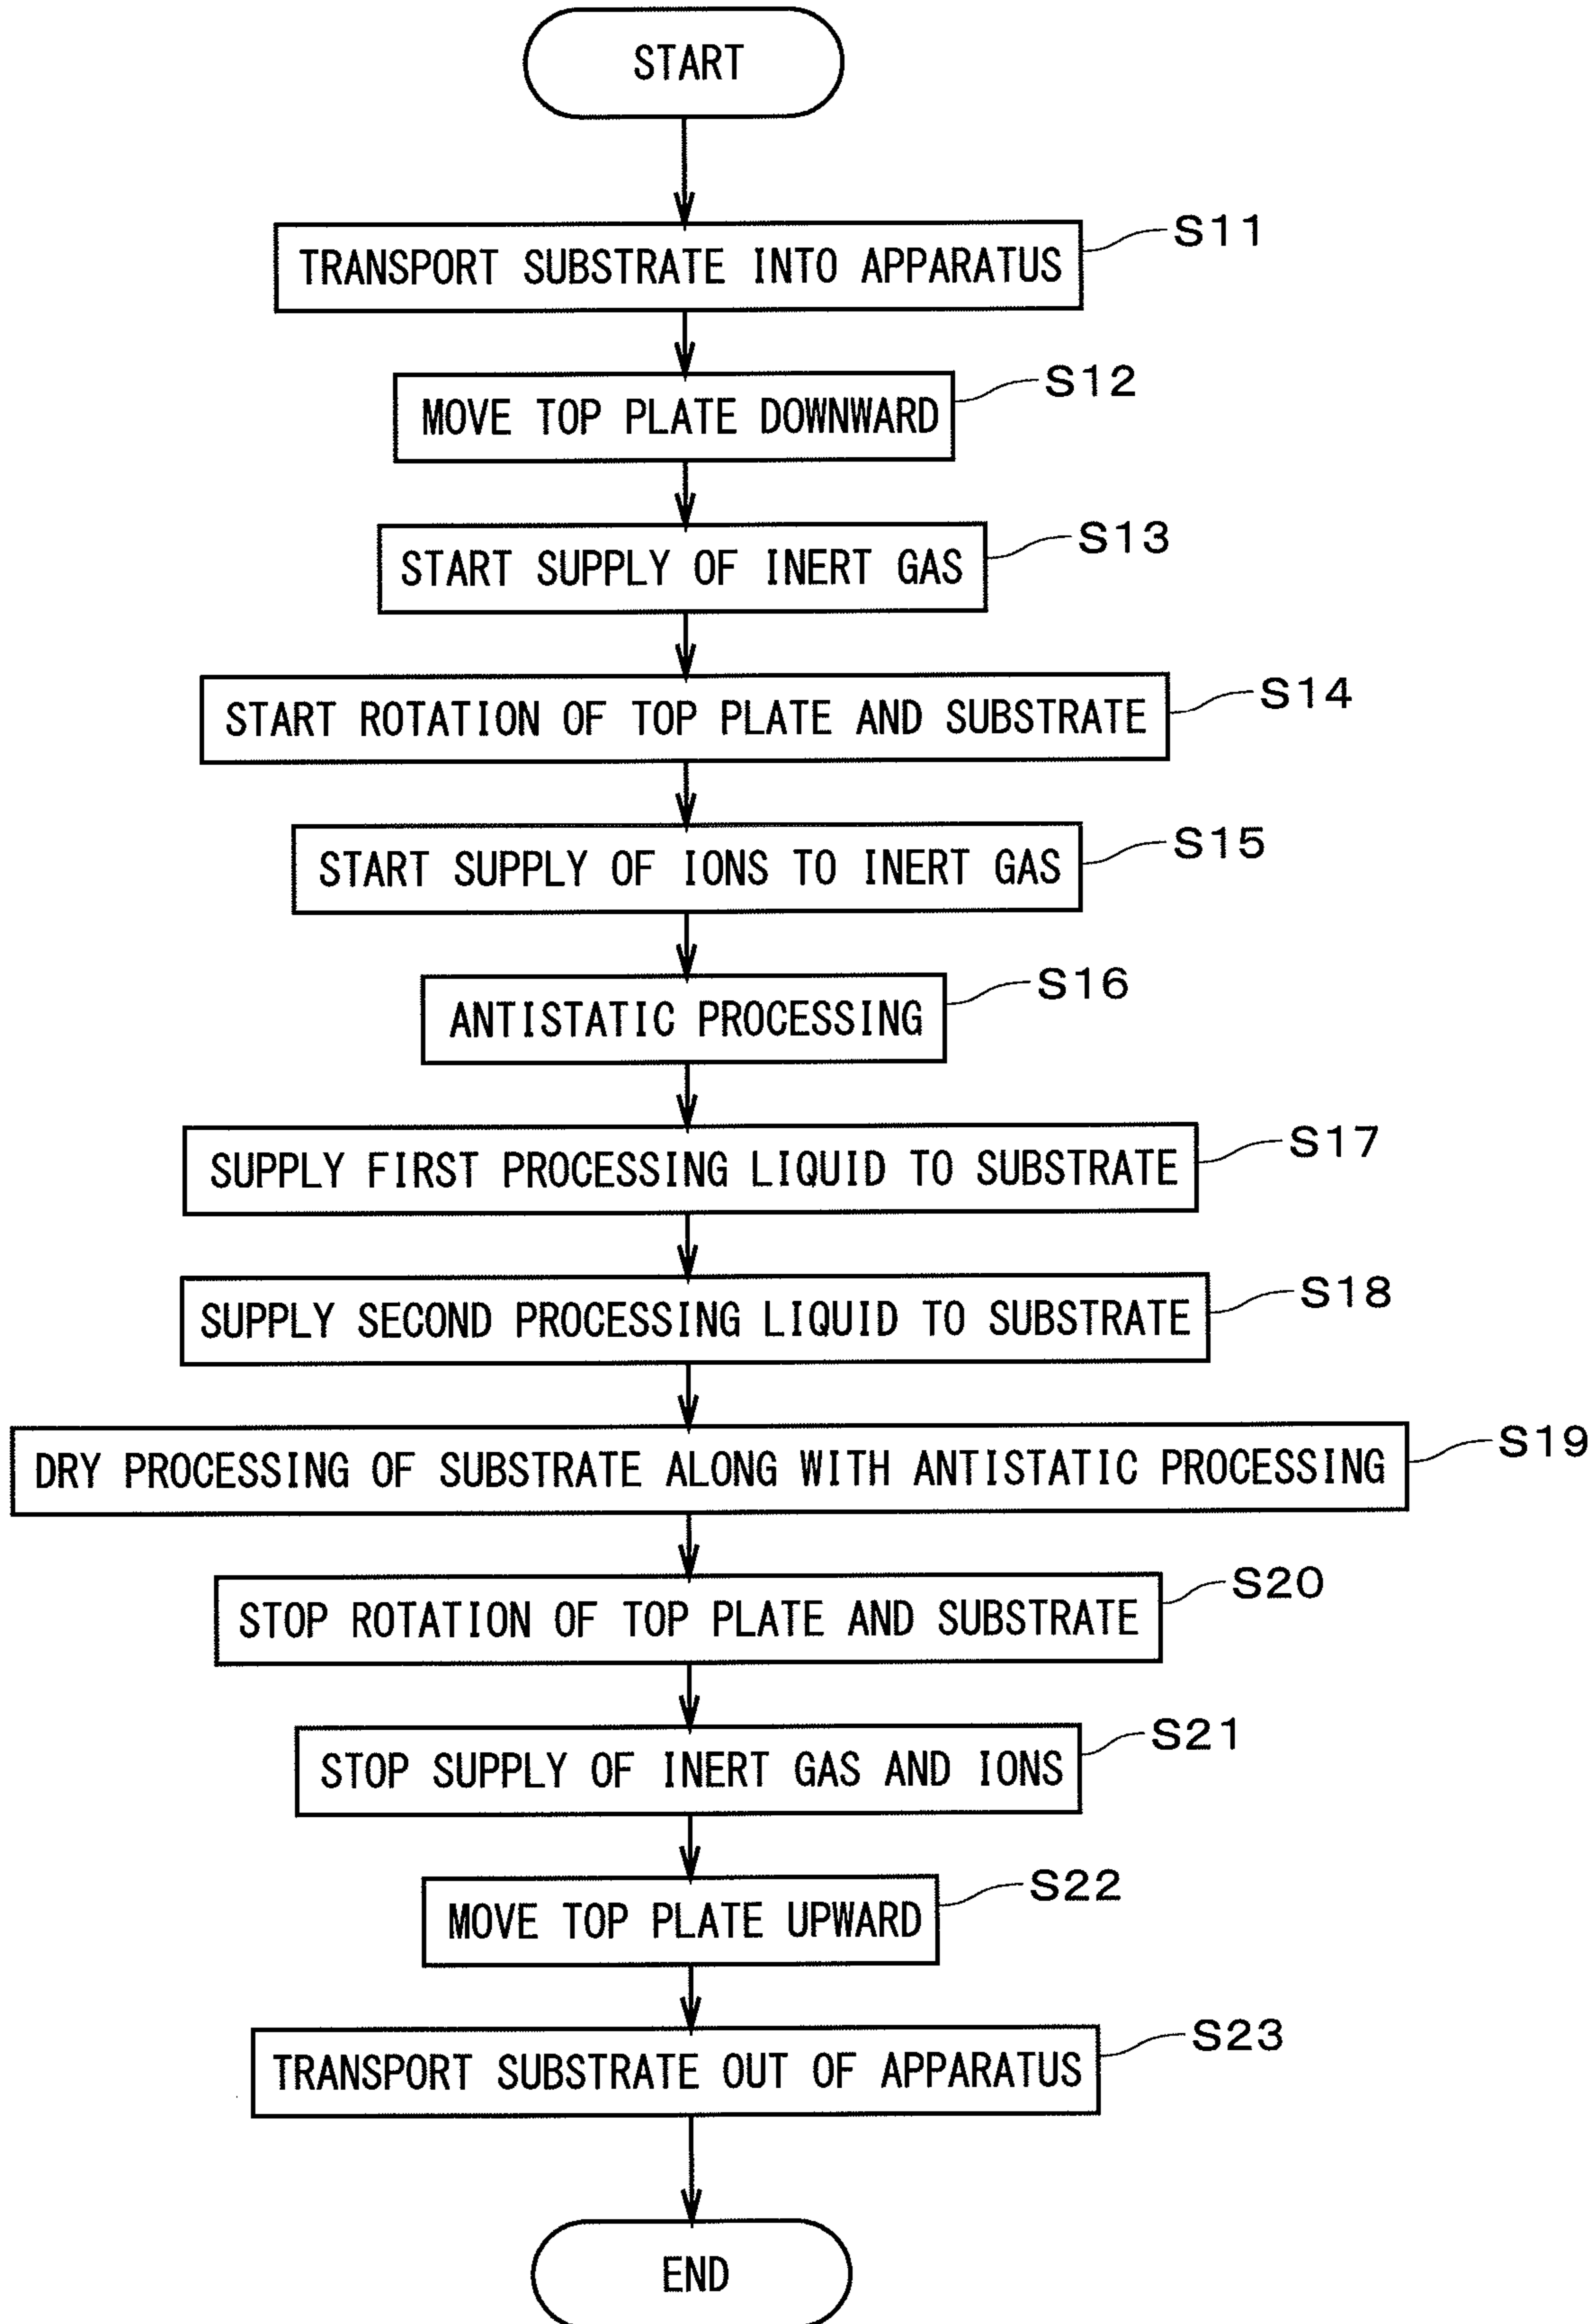 START
S11
TRANSPORT SUBSTRATE INTO APPARATUS
S12
MOVE TOP PLATE DOWNWARD
S13
START SUPPLY OF INERT GAS
S14
START ROTATION OF TOP PLATE AND SUBSTRATE
S15
START SUPPLY OF IONS TO INERT GAS
S16
ANTISTATIC PROCESSING
S17
SUPPLY FIRST PROCESSING LIQUID TO SUBSTRATE
S18
SUPPLY SECOND PROCESSING LIQUID TO SUBSTRATE
S19
DRY PROCESSING OF SUBSTRATE ALONG WITH ANTISTATIC PROCESSING
S20
STOP ROTATION OF TOP PLATE AND SUBSTRATE
S21
STOP SUPPLY OF INERT GAS AND IONS
S22
MOVE TOP PLATE UPWARD
S23
TRANSPORT SUBSTRATE OUT OF APPARATUS
END